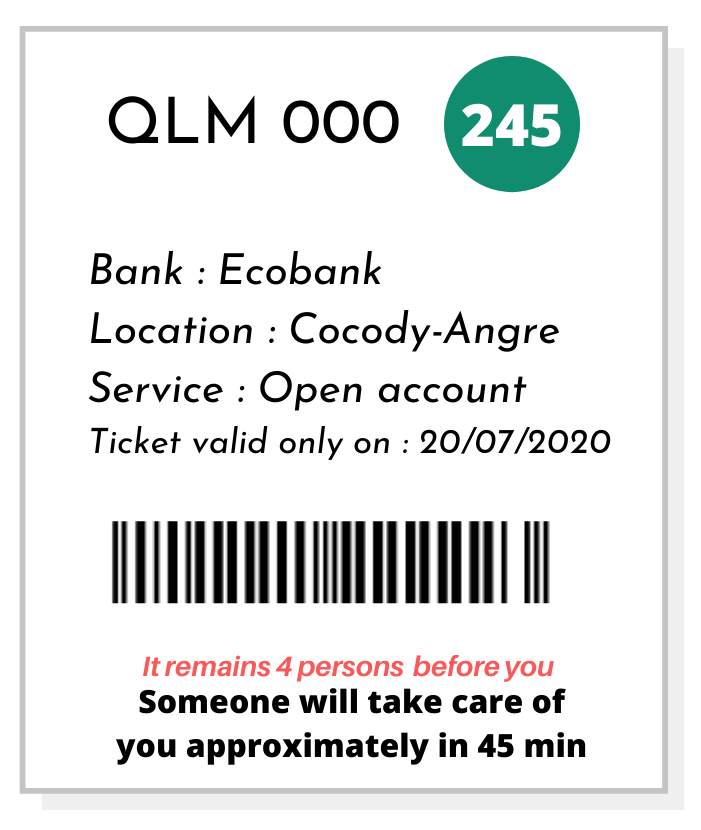 QLM 000 245
Bank : Ecobank
Location : Cocody-Angre
Service : Open account
Ticket valid only on : 20/07/2020
It remains 4 persons before you
Someone will take care of
you approximately in 45 min